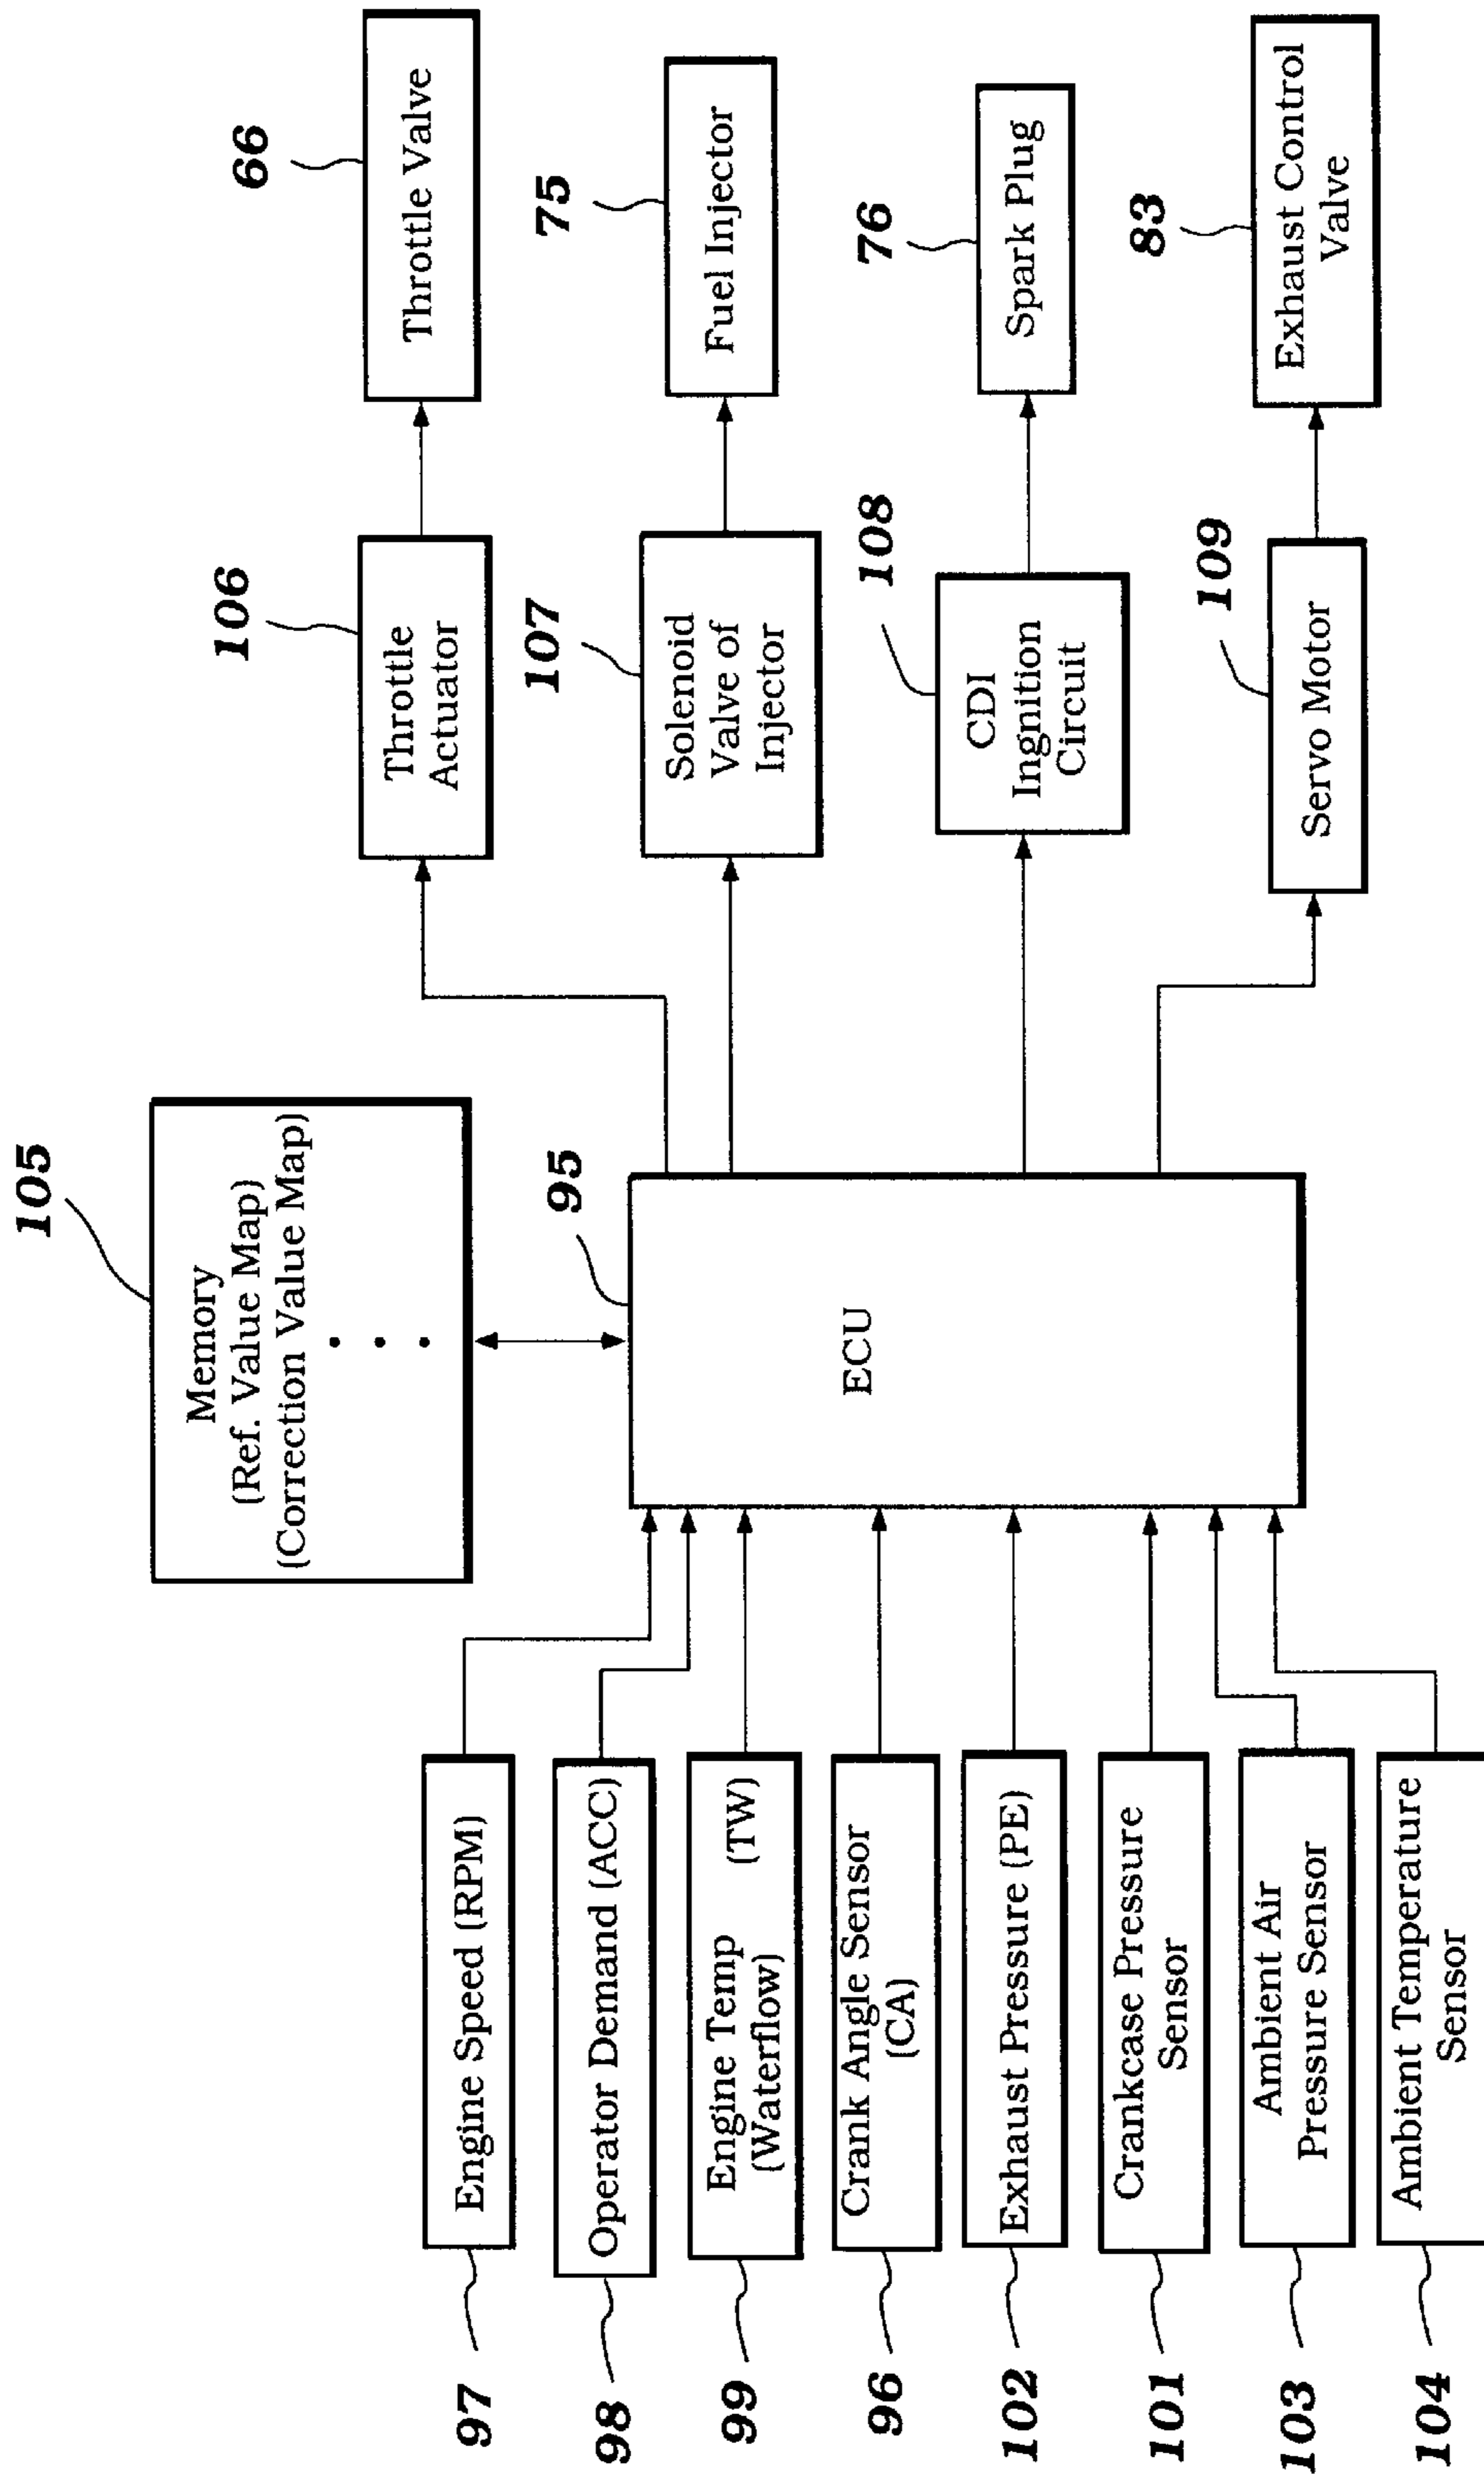 105
Memory
(Ref. Value Map)
(Correction Value Map)
97
Engine Speed (RPM)
98
Operator Demand (ACC)
99
Engine Temp (TW)
(Waterflow)
96
Crank Angle Sensor
(CA)
102
Exhaust Pressure (PE)
101
Crankcase Pressure
Sensor
103
Ambient Air
Pressure Sensor
104
Ambient Temperature
Sensor
95
ECU
106
Throttle
Actuator
66
Throttle Valve
107
Solenoid
Valve of
Injector
75
Fuel Injector
108
CDI
Ingnition
Circuit
76
Spark Plug
109
Servo Motor
83
Exhaust Control
Valve